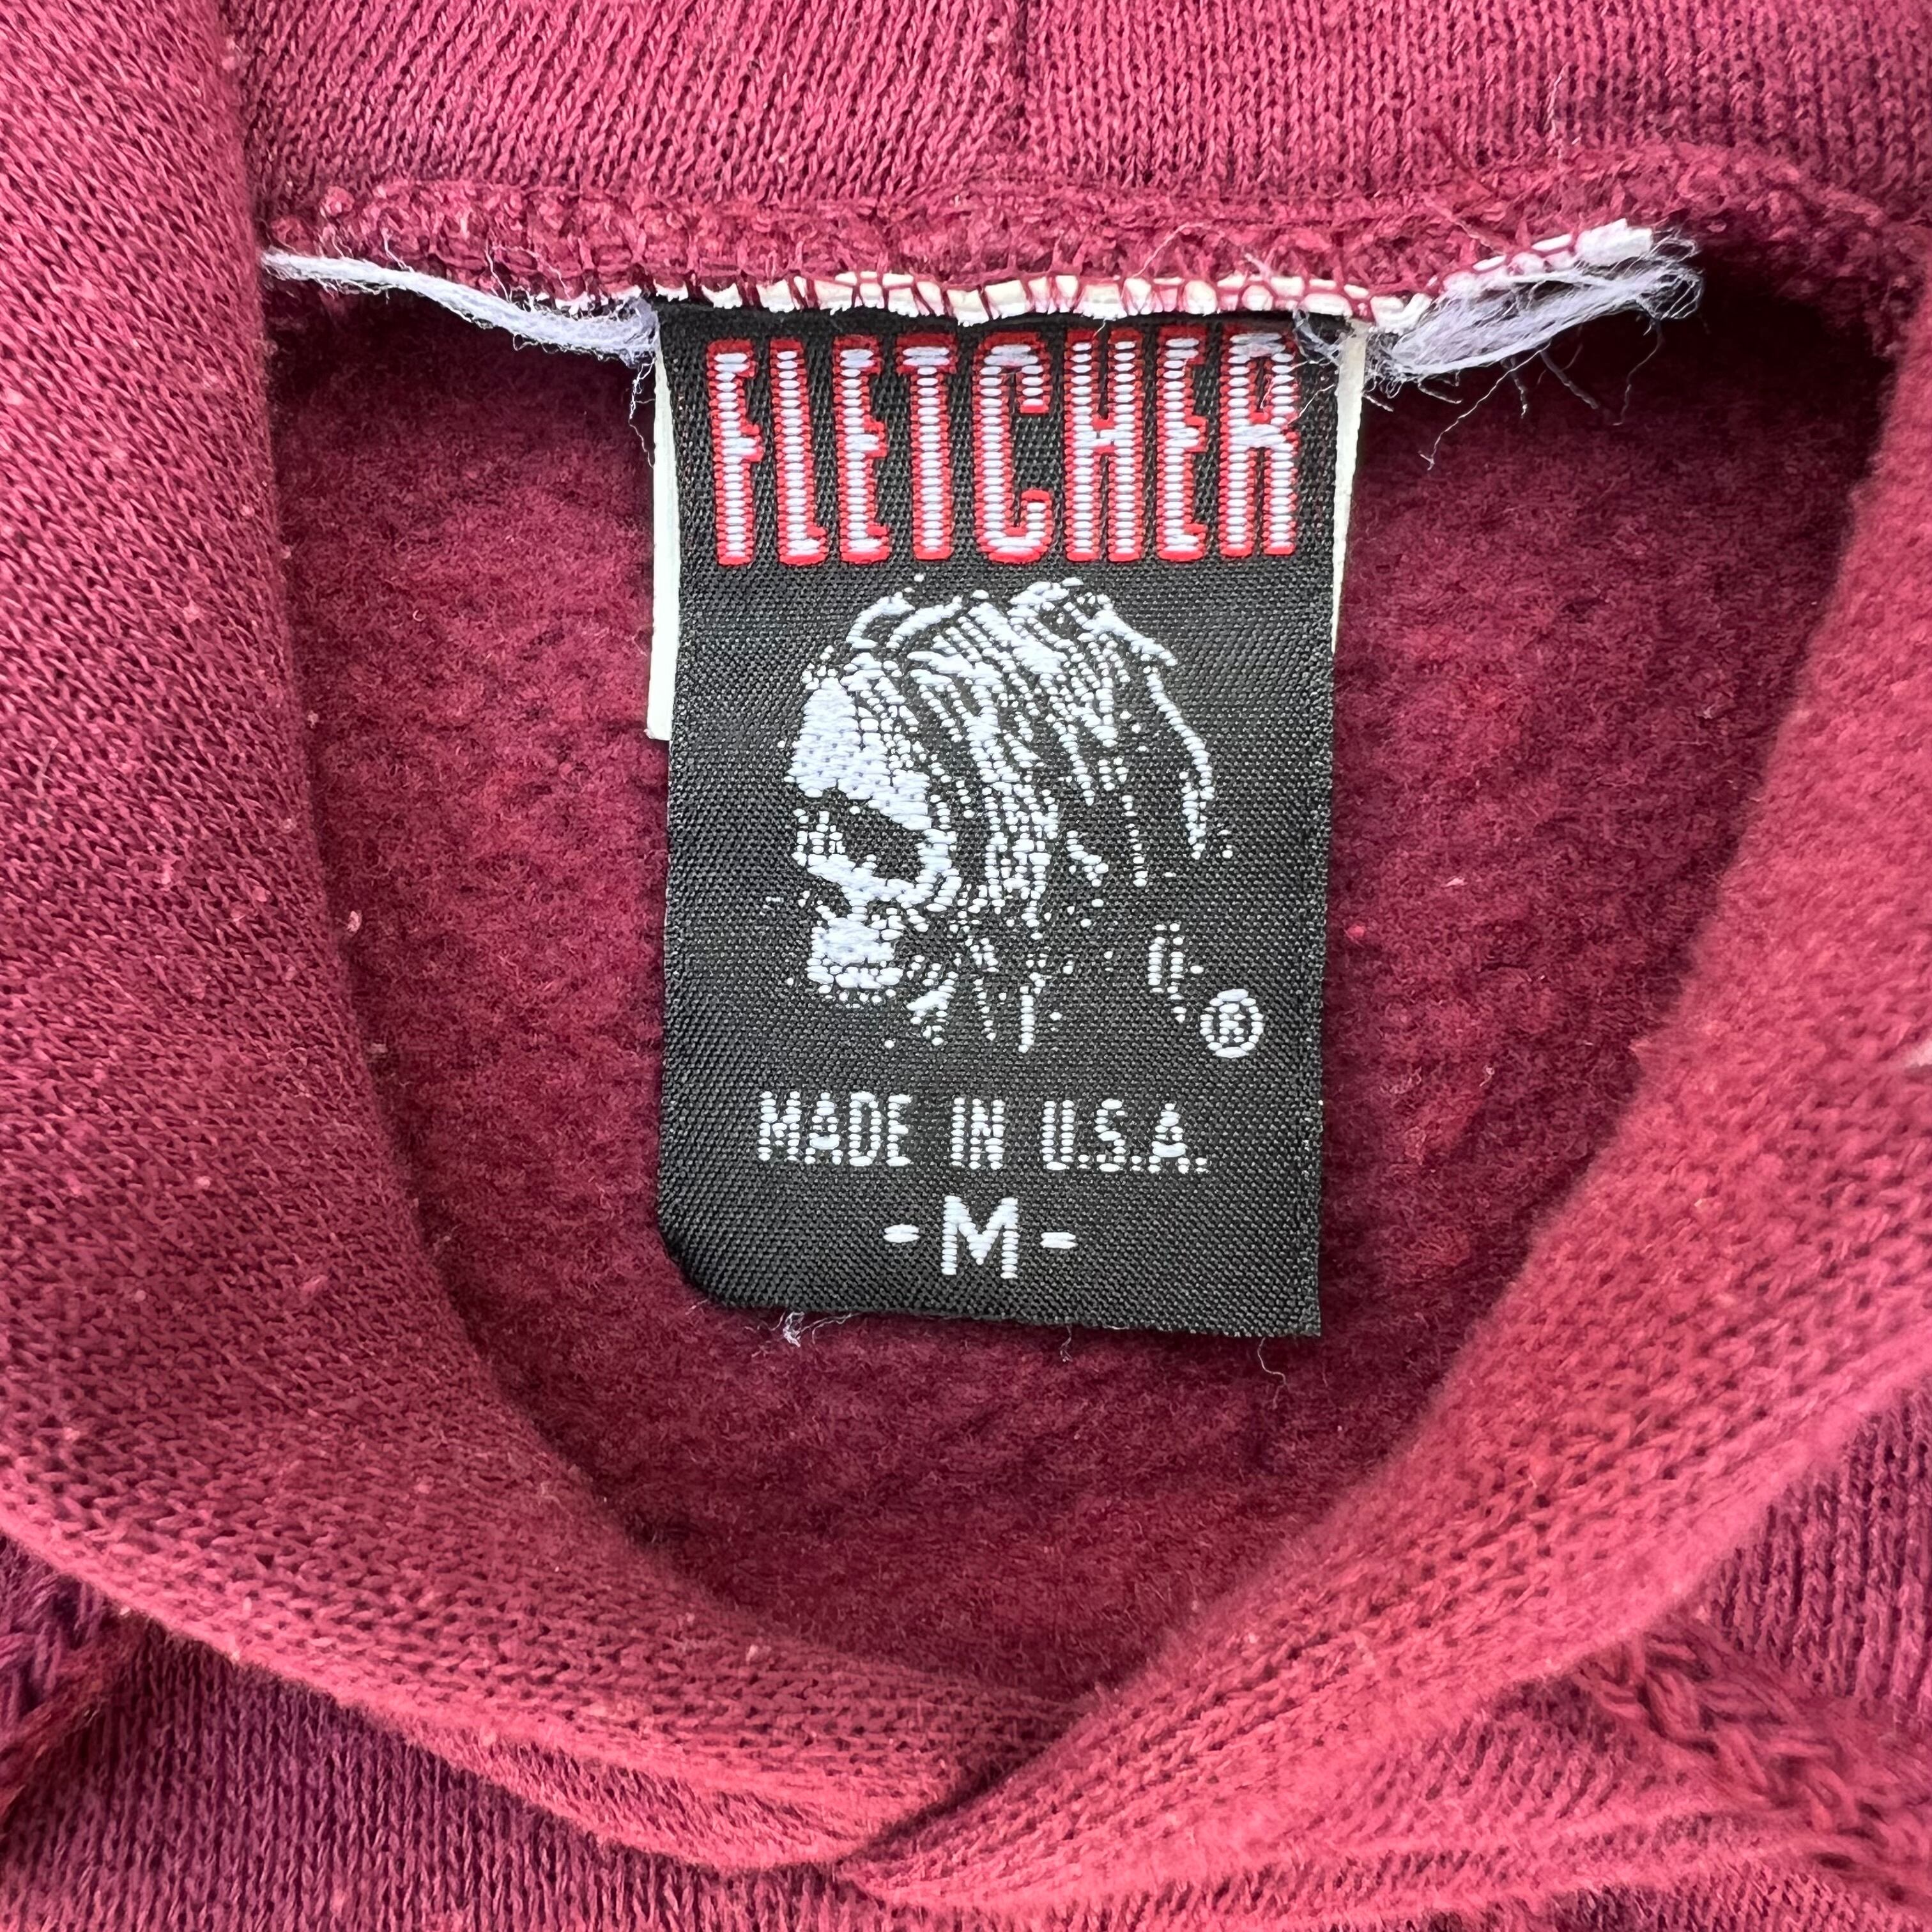 FLETCHER
®
MADE IN U.S.A.
-M-